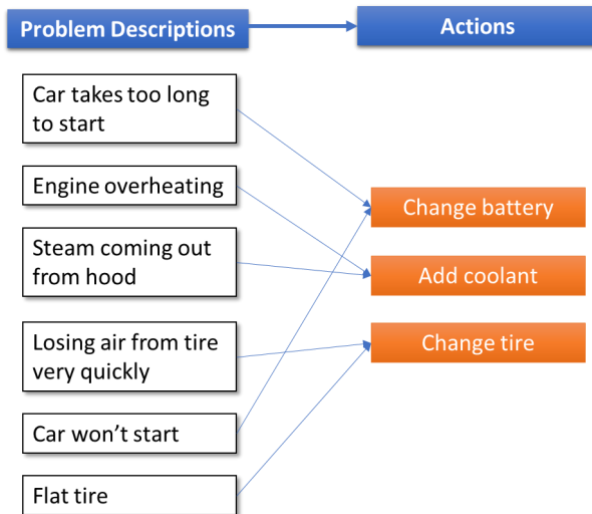 Problem Descriptions
Actions
Car takes too long
to start
Engine overheating
Steam coming out
from hood
Losing air from tire
very quickly
Car won’t start
Flat tire
Change battery
Add coolant
Change tire